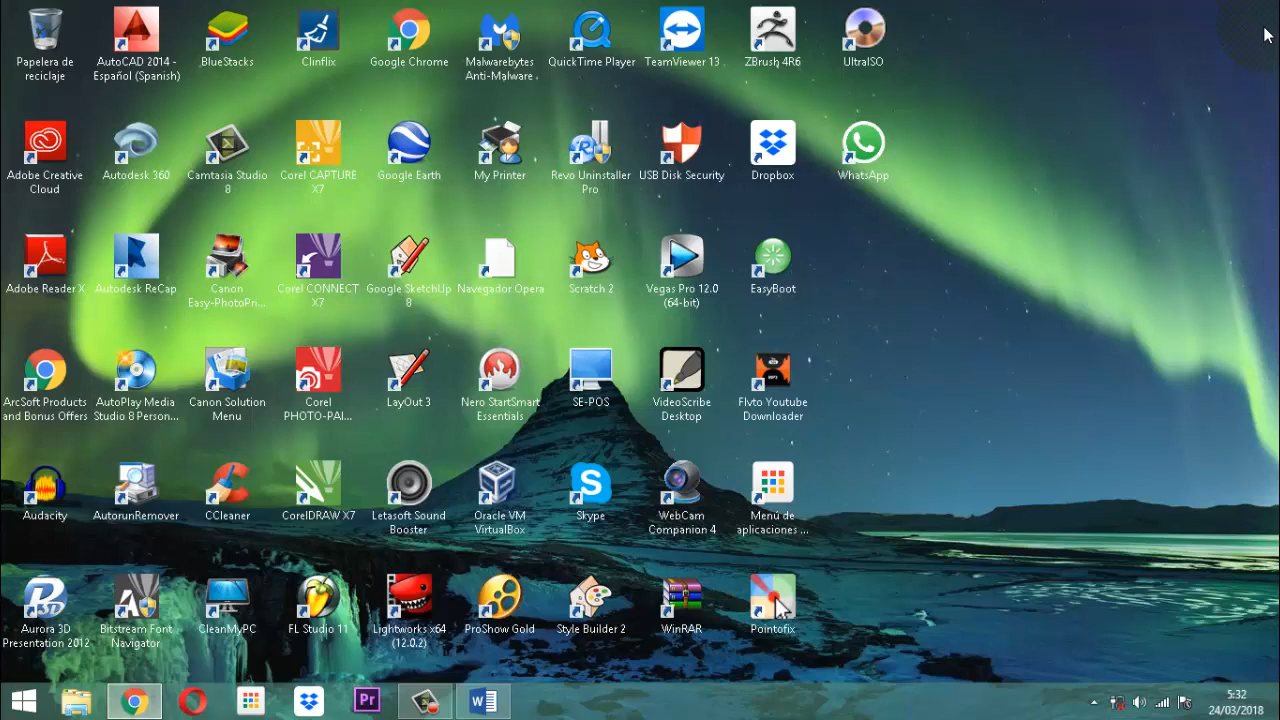 Papelera de
reciclaje
AutoCAD 2014 -
Español (Spanish)
BlueStacks
Clinflix
Google Chrome
Malwarebytes
Anti-Malware
QuickTime Player
TeamViewer 13
ZBrush 4R6
UltraISO
Adobe Creative
Cloud
Autodesk 360
Camtasia Studio
8
Corel CAPTURE
X7
Google Earth
My Printer
Revo Uninstaller
Pro
USB Disk Security
Dropbox
WhatsApp
Adobe Reader X
Autodesk ReCap
Canon
Easy-PhotoPri...
Corel CONNECT
X7
Google SketchUp
8
Navegador Opera
Scratch 2
Vegas Pro 12.0
(64-bit)
EasyBoot
ArcSoft Products
and Bonus Offers
AutoPlay Media
Studio 8 Person...
Canon Solution
Menu
Corel
PHOTO-PAI...
LayOut 3
Nero StartSmart
Essentials
SE-POS
VideoScribe
Desktop
Flvto Youtube
Downloader
Audacity
AutorunRemover
CCleaner
CorelDRAW X7
Letasoft Sound
Booster
Oracle VM
VirtualBox
Skype
WebCam
Companion 4
Menú de
aplicaciones ...
Aurora 3D
Presentation 2012
Bitstream Font
Navigator
CleanMyPC
FL Studio 11
Lightworks x64
(12.0.2)
ProShow Gold
Style Builder 2
WinRAR
Pointofix
Pr
5:32
24/03/2018